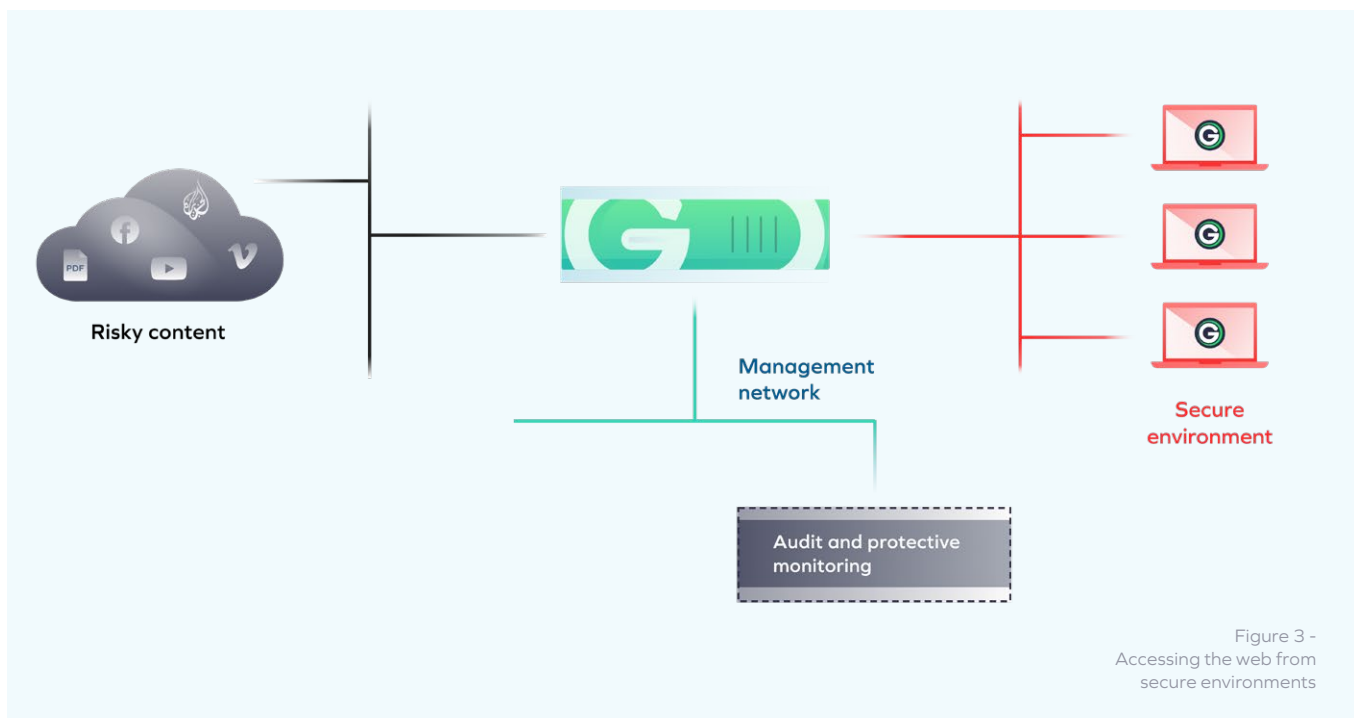 PDF
Risky content
Management
network
Secure
environment
Audit and protective
monitoring
Figure 3 -
Accessing the web from
secure environments